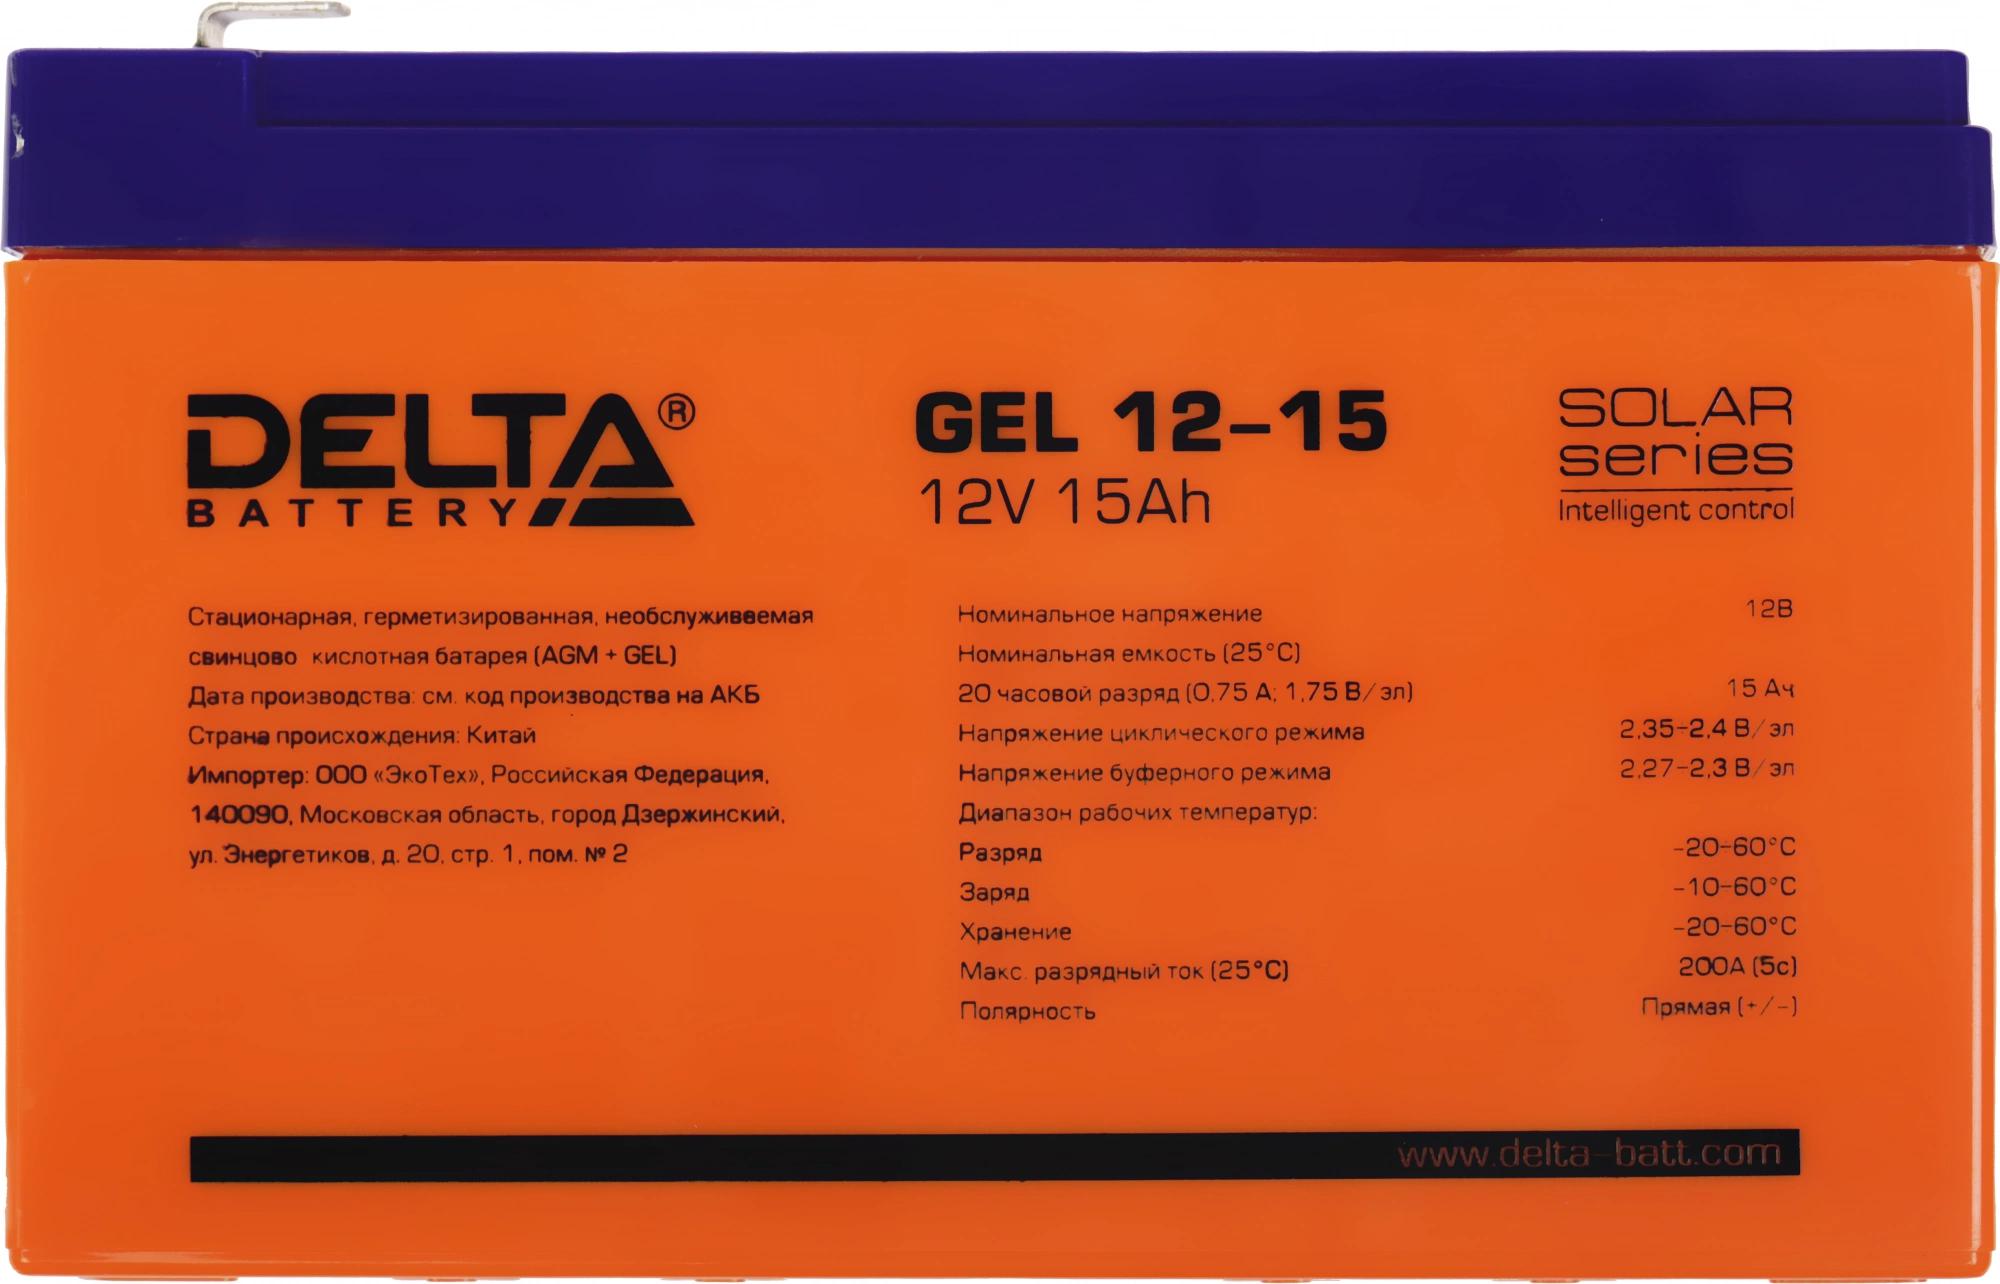 DELTA®
BATTERY
GEL 12-15
12V 15Ah
SOLAR
series
Intelligent control
Стационарная, герметизированная, необслуживаемая
свинцово кислотная батарея (AGM + GEL)
Дата производства: см. код производства на АКБ
Страна происхождения: Китай
Импортер: ООО «ЭкоТех», Российская Федерация,
140090, Московская область, город Дзержинский,
ул. Энергетиков, д. 20, стр. 1, пом. № 2
Номинальное напряжение 12В
Номинальная емкость (25°C)
20 часовой разряд (0,75 А; 1,75 В/эл) 15 Ач
Напряжение циклического режима 2,35÷2,4 В/эл
Напряжение буферного режима 2,27-2,3 В/эл
Диапазон рабочих температур:
Разряд -20÷60°C
Заряд -10-60°C
Хранение -20-60°C
Макс. разрядный ток (25°C) 200А (5с)
Полярность Прямая (+/-)
www.delta-batt.com